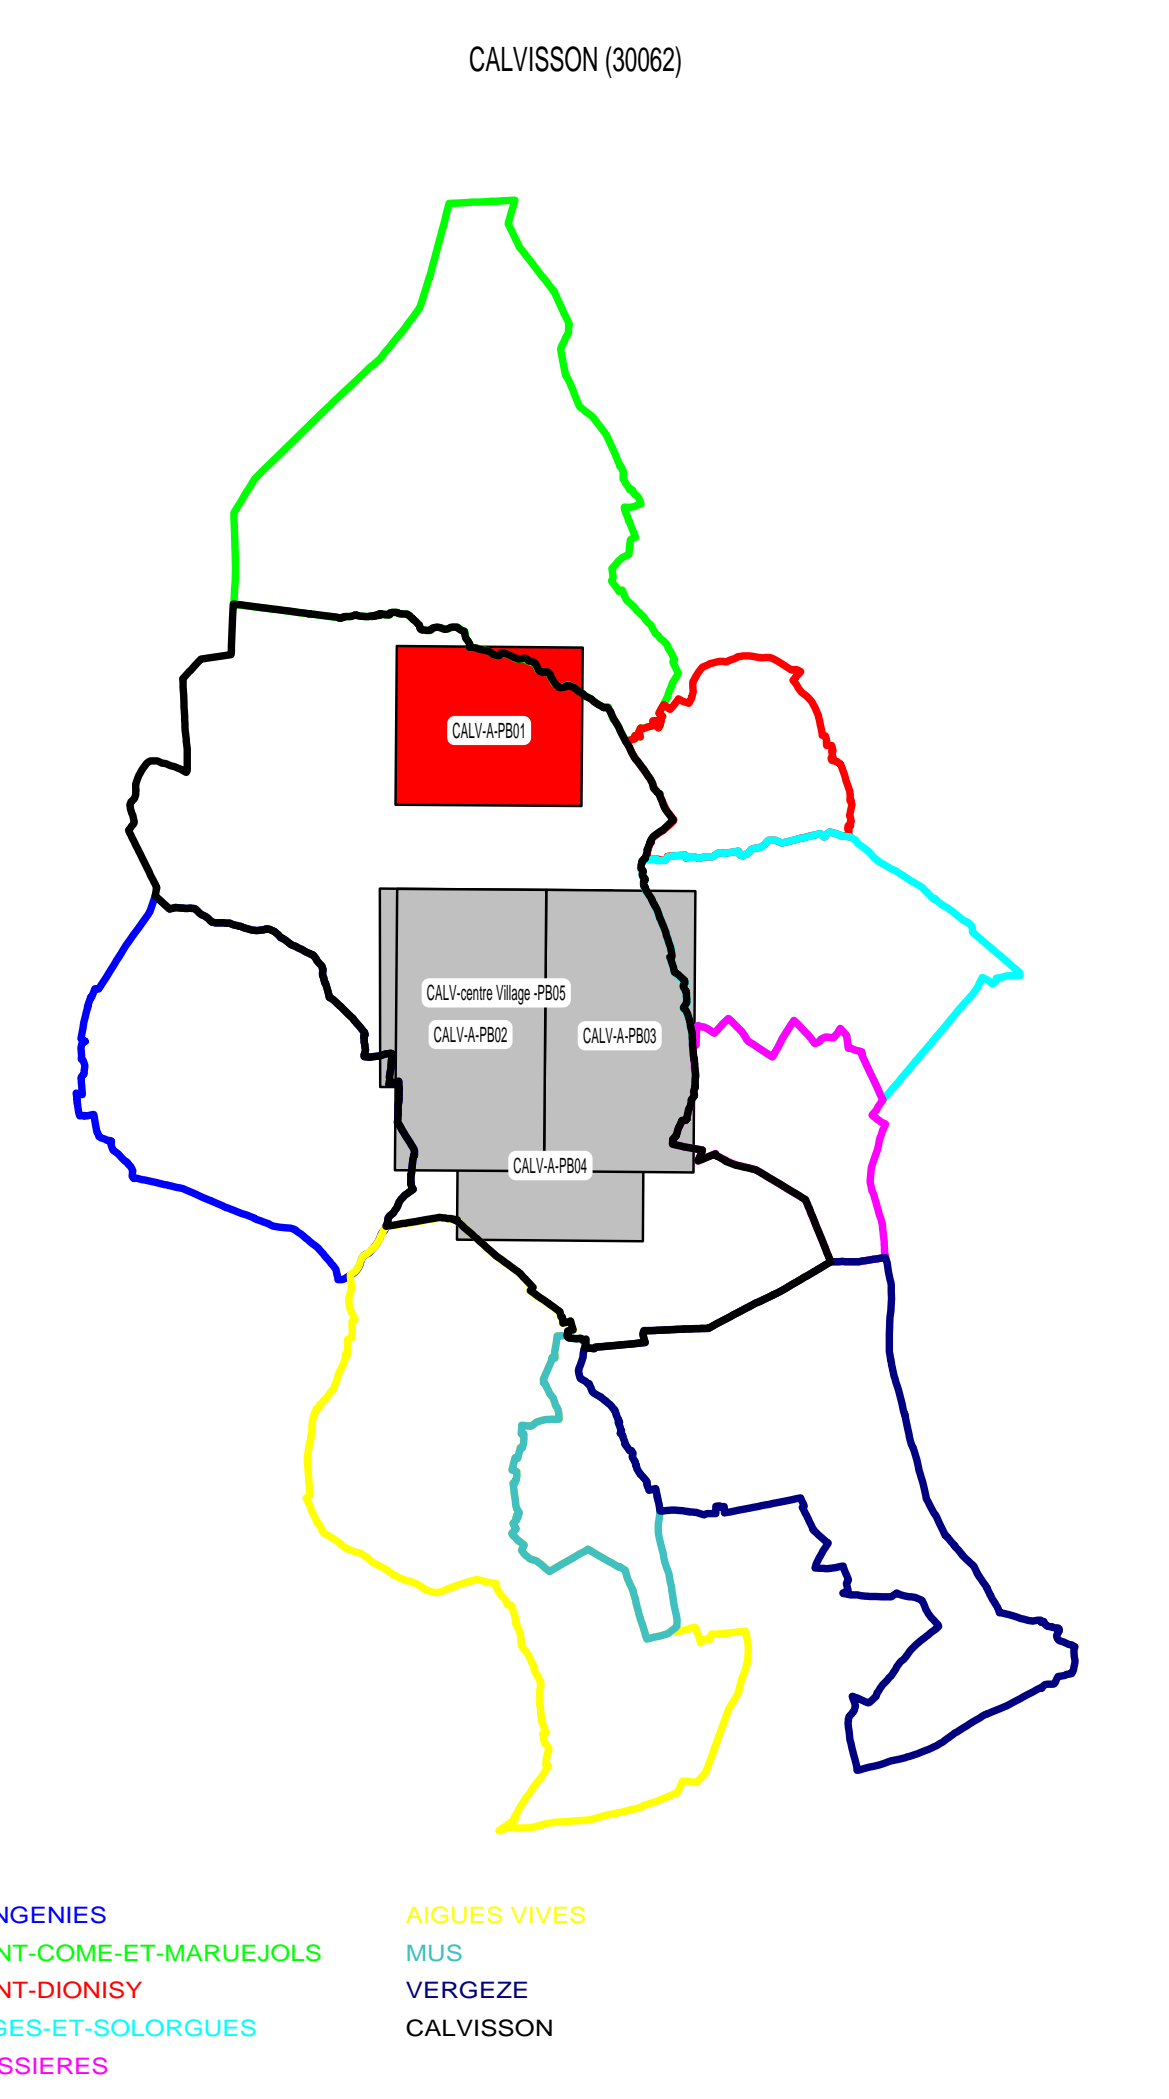 CALVISSON (30062)
CALV-A-PB01
CALV-centre Village -PB05
CALV-A-PB02
CALV-A-PB03
CALV-A-PB04
NGENIES
NT-COME-ET-MARUEJOLS
NT-DIONISY
GES-ET-SOLORGUES
SSIERES
AIGUES VIVES
MUS
VERGEZE
CALVISSON